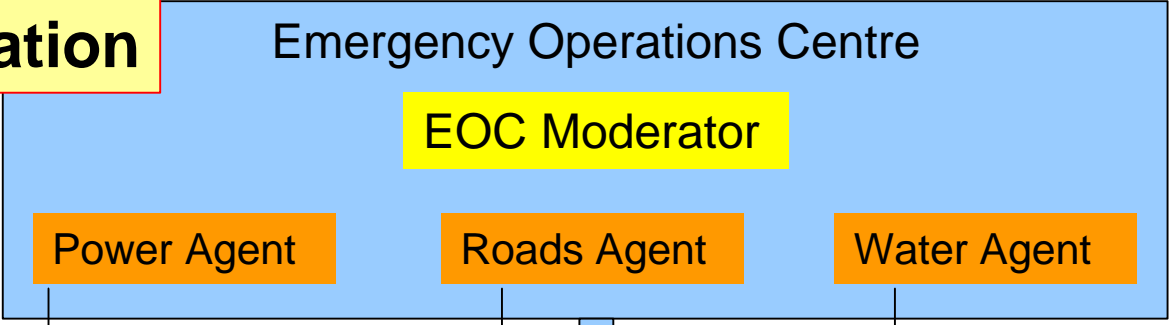 ation
Emergency Operations Centre
EOC Moderator
Power Agent
Roads Agent
Water Agent